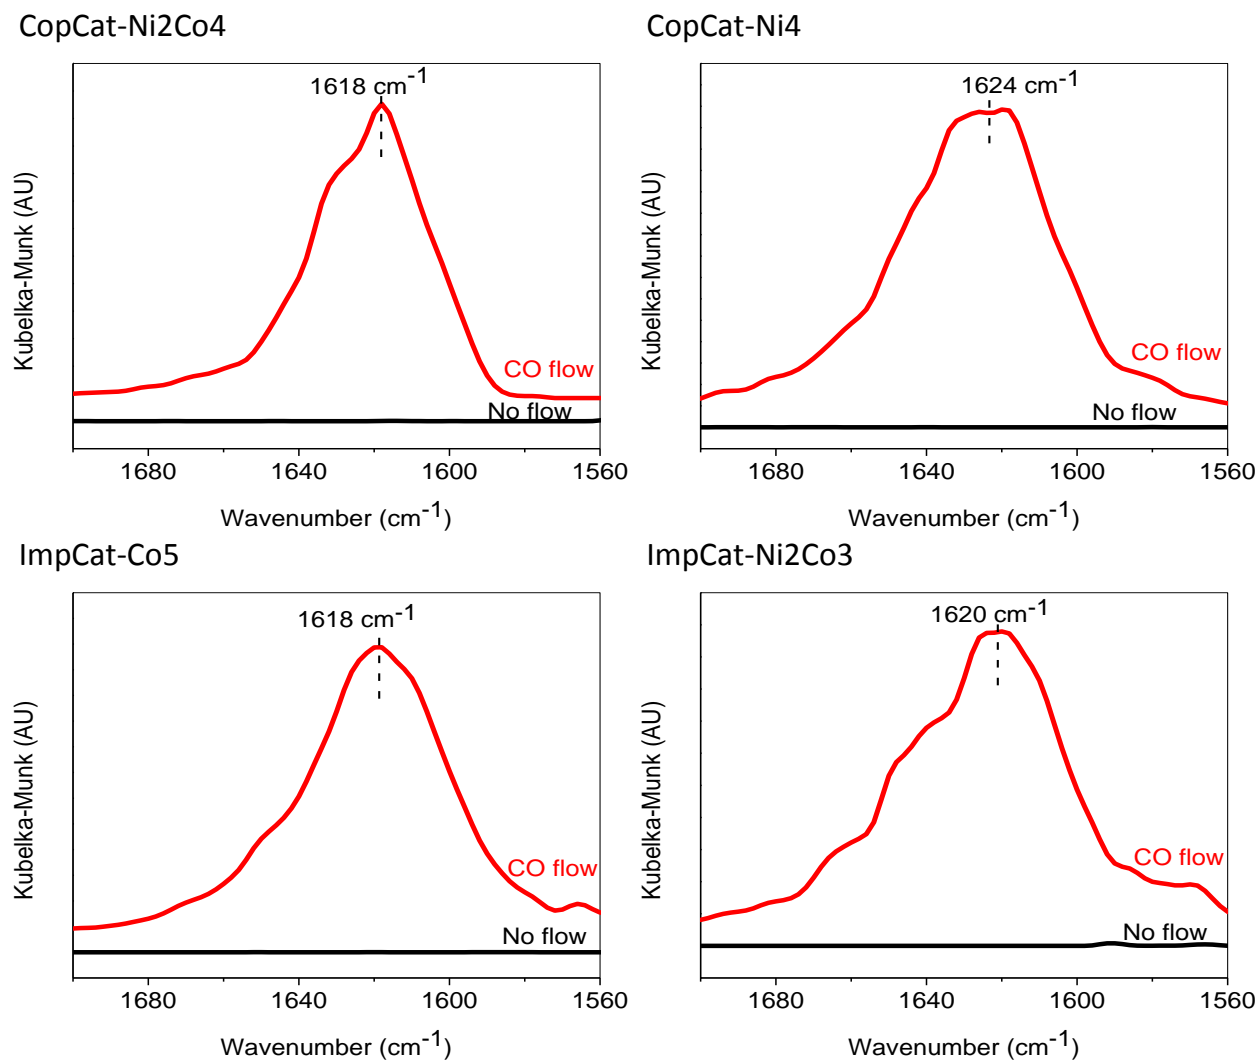 CopCat-Ni2Co4
1618 cm-1
Kubelka-Munk (AU)
CO flow
No flow
1680 1640 1600 1560
Wavenumber (cm-1)
CopCat-Ni4
1624 cm-1
Kubelka-Munk (AU)
CO flow
No flow
1680 1640 1600 1560
Wavenumber (cm-1)
ImpCat-Co5
1618 cm-1
Kubelka-Munk (AU)
CO flow
No flow
1680 1640 1600 1560
Wavenumber (cm-1)
ImpCat-Ni2Co3
1620 cm-1
Kubelka-Munk (AU)
CO flow
No flow
1680 1640 1600 1560
Wavenumber (cm-1)